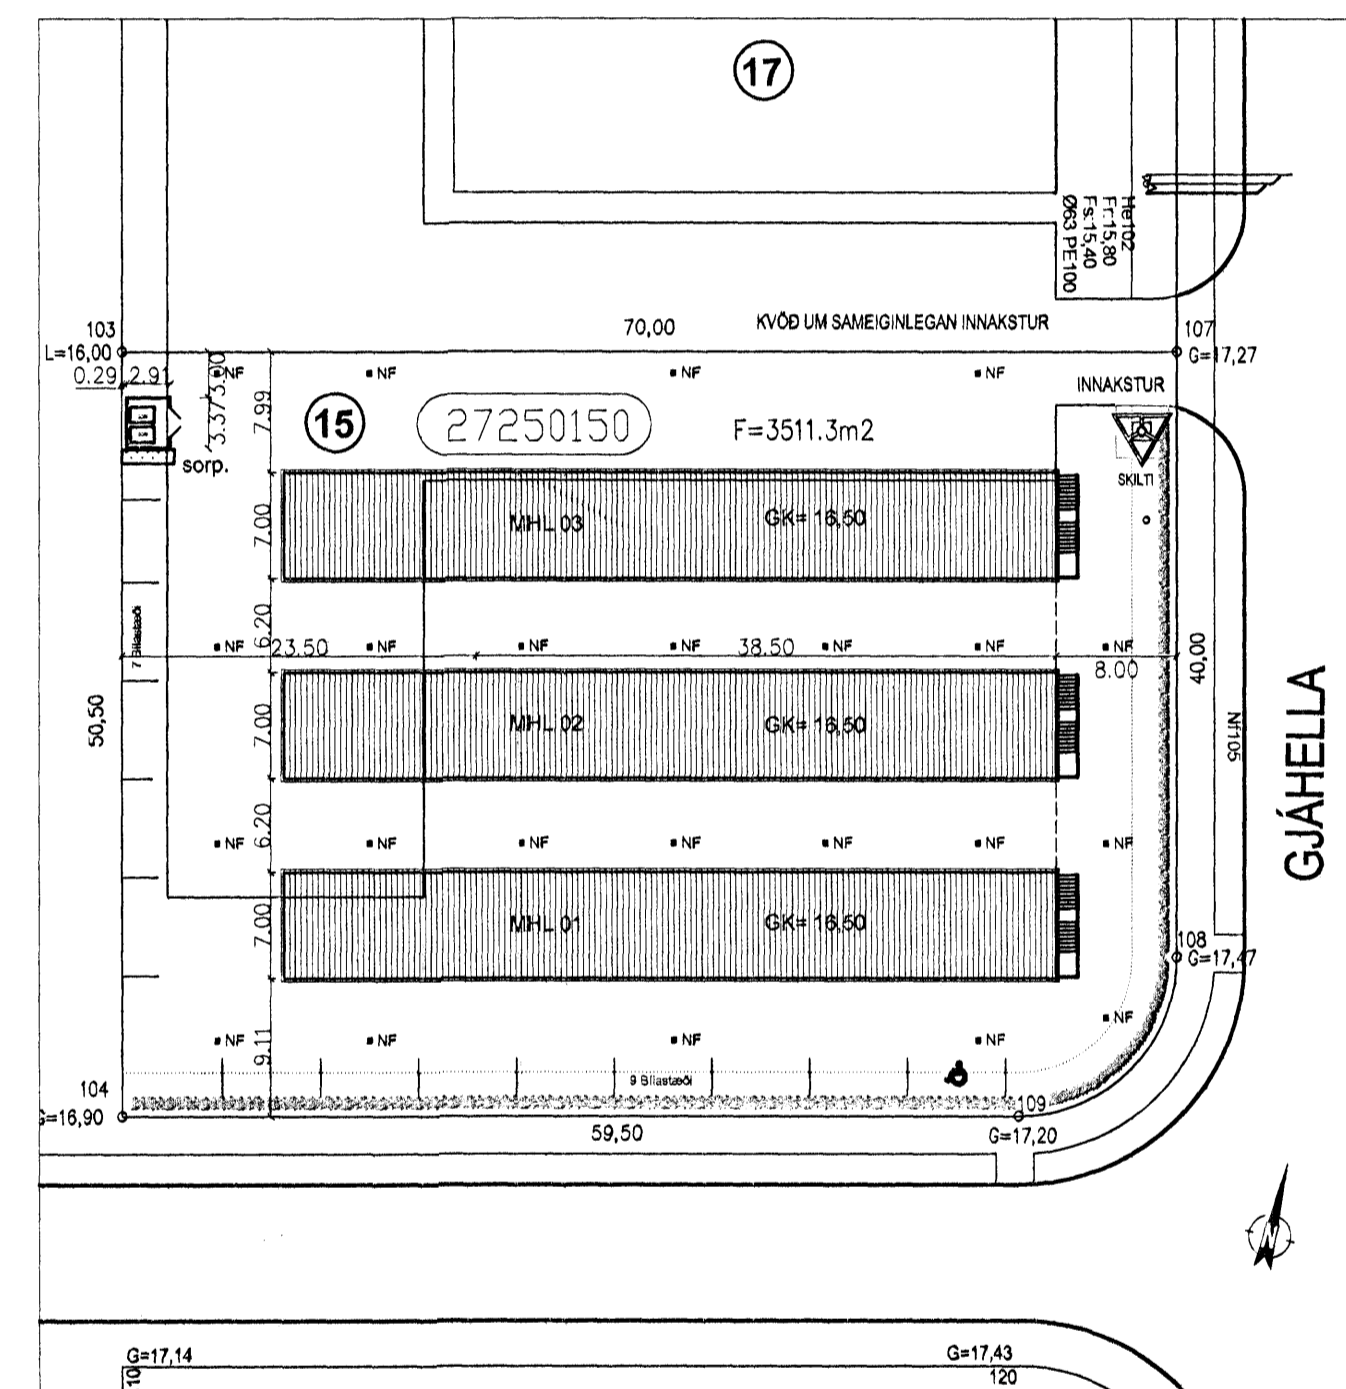 17
He102
Fr:15,80
Fs:15,40
Ø63 PE100
103
70,00
KVÖÐ UM SAMEIGINLEGAN INNAKSTUR
107
L=16,00
G=17,27
0.29
2.91
NF
NF
NF
NF
INNAKSTUR
3.37
3.00
7.99
15
27250150
F=3511.3m2
sorp.
SKILTI
7.00
MHL 03
GK= 16,50
7 Bílastæði
6.20
NF
NF
NF
NF
NF
NF
NF
23.50
38.50
8.00
40,00
50,50
7.00
MHL 02
GK= 16,50
GJÁHELLA
6.20
NF
NF
NF
NF
NF
NF
NF
7.00
MHL 01
GK= 16,50
108
G=17,47
NF
9.11
NF
NF
NF
NF
9 Bílastæði
104
G=16,90
109
59,50
G=17,20
G=17,14
G=17,43
120